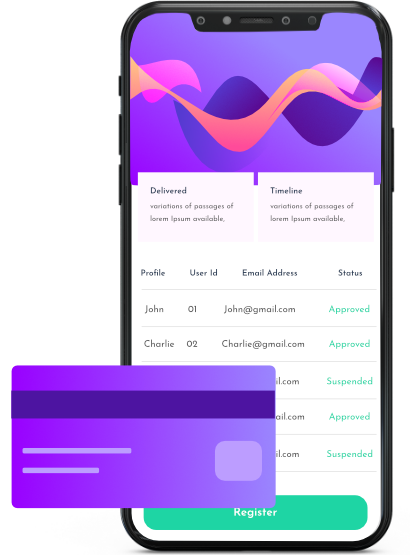 Delivered
variations of passages of
lorem Ipsum available,
Timeline
variations of passages of
lorem Ipsum available,
Profile User Id Email Address Status
John 01 John@gmail.com Approved
Charlie 02 Charlie@gmail.com Approved
il.com Suspended
il.com Approved
il.com Suspended
Register